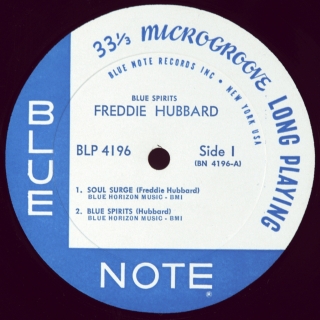 33 1/3 MICROGROOVE LONG PLAYING
BLUE NOTE RECORDS INC • NEW YORK USA
BLUE SPIRITS
FREDDIE HUBBARD
BLP 4196
Side 1
(BN 4196-A)
1. SOUL SURGE (Freddie Hubbard)
BLUE HORIZON MUSIC - BMI
2. BLUE SPIRITS (Hubbard)
BLUE HORIZON MUSIC - BMI
BLUE
NOTE
®